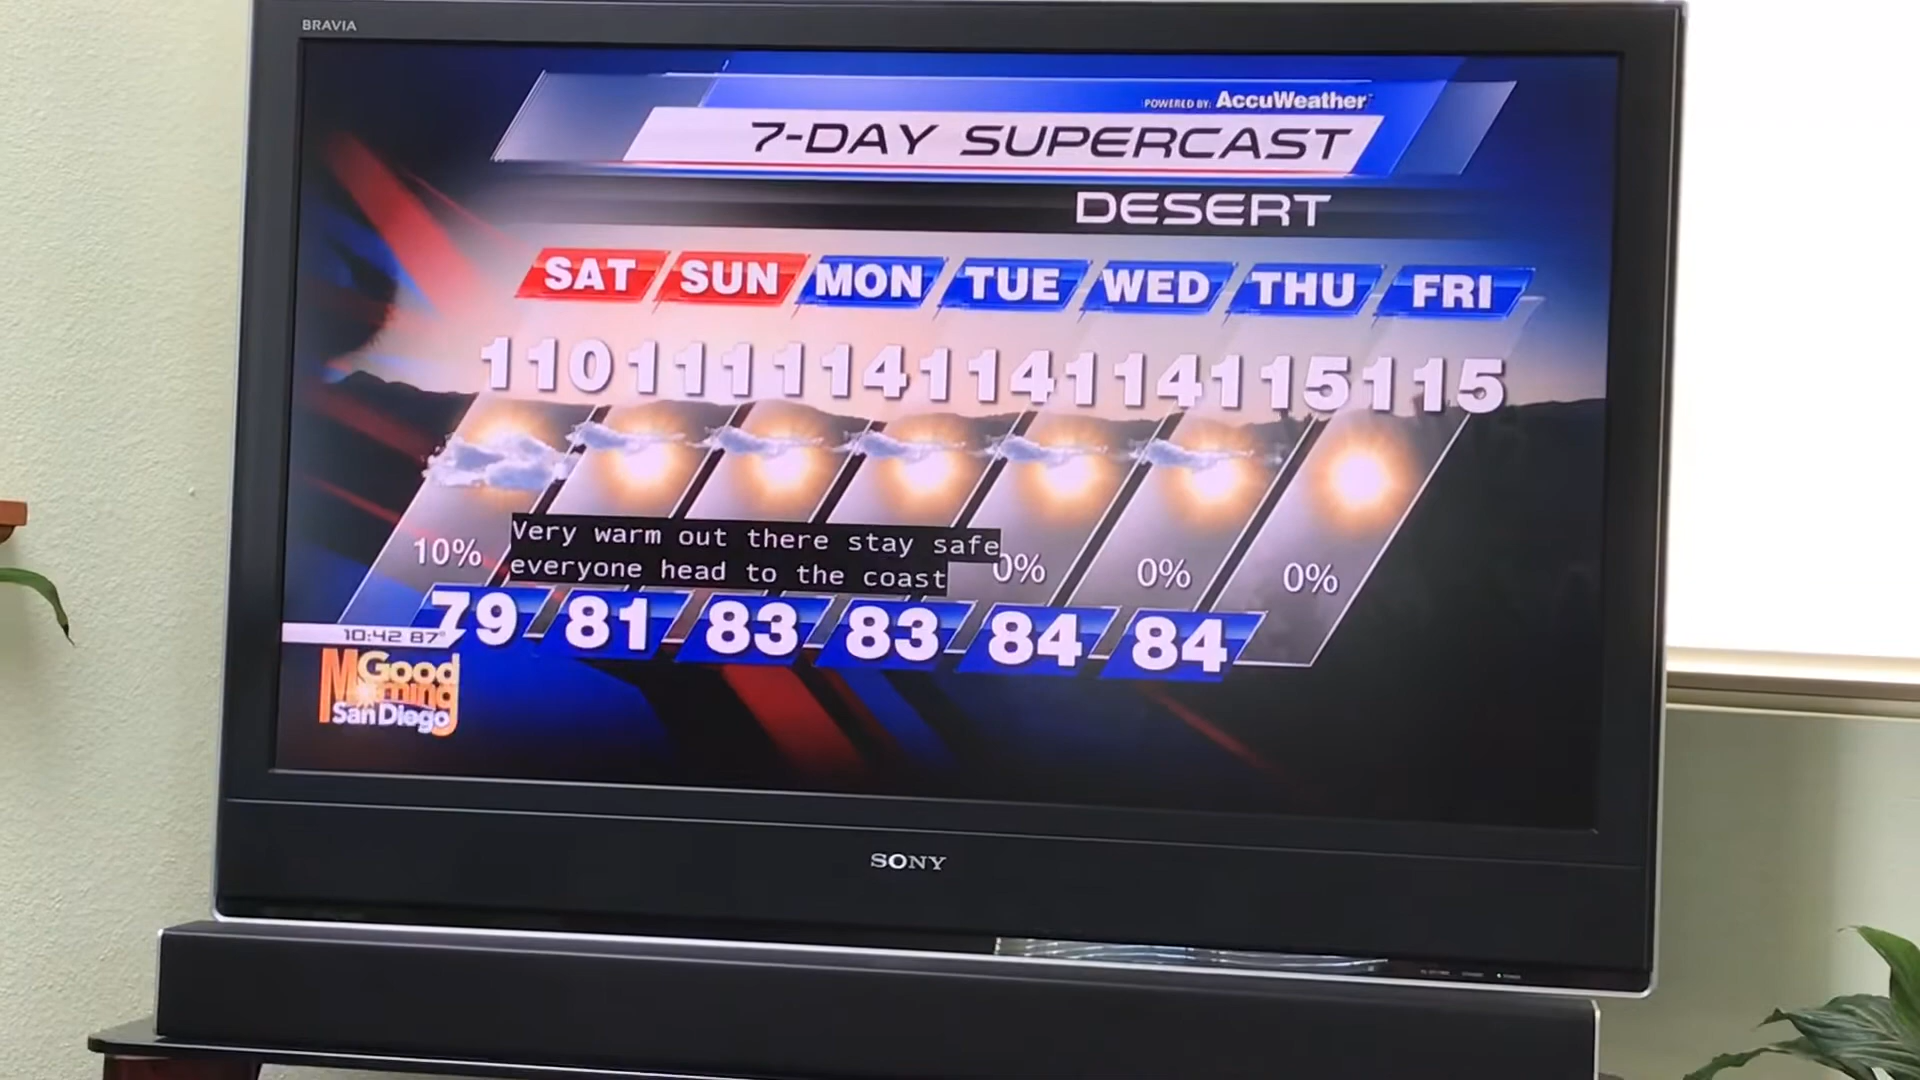 BRAVIA
POWERED BY: AccuWeather
7-DAY SUPERCAST
DESERT
SAT SUN MON TUE WED THU FRI
110 111 114 114 114 115 115
10% 0% 0% 0%
Very warm out there stay safe
everyone head to the coast
79 81 83 83 84 84
10:42 87°
Good
Morning
San Diego
SONY